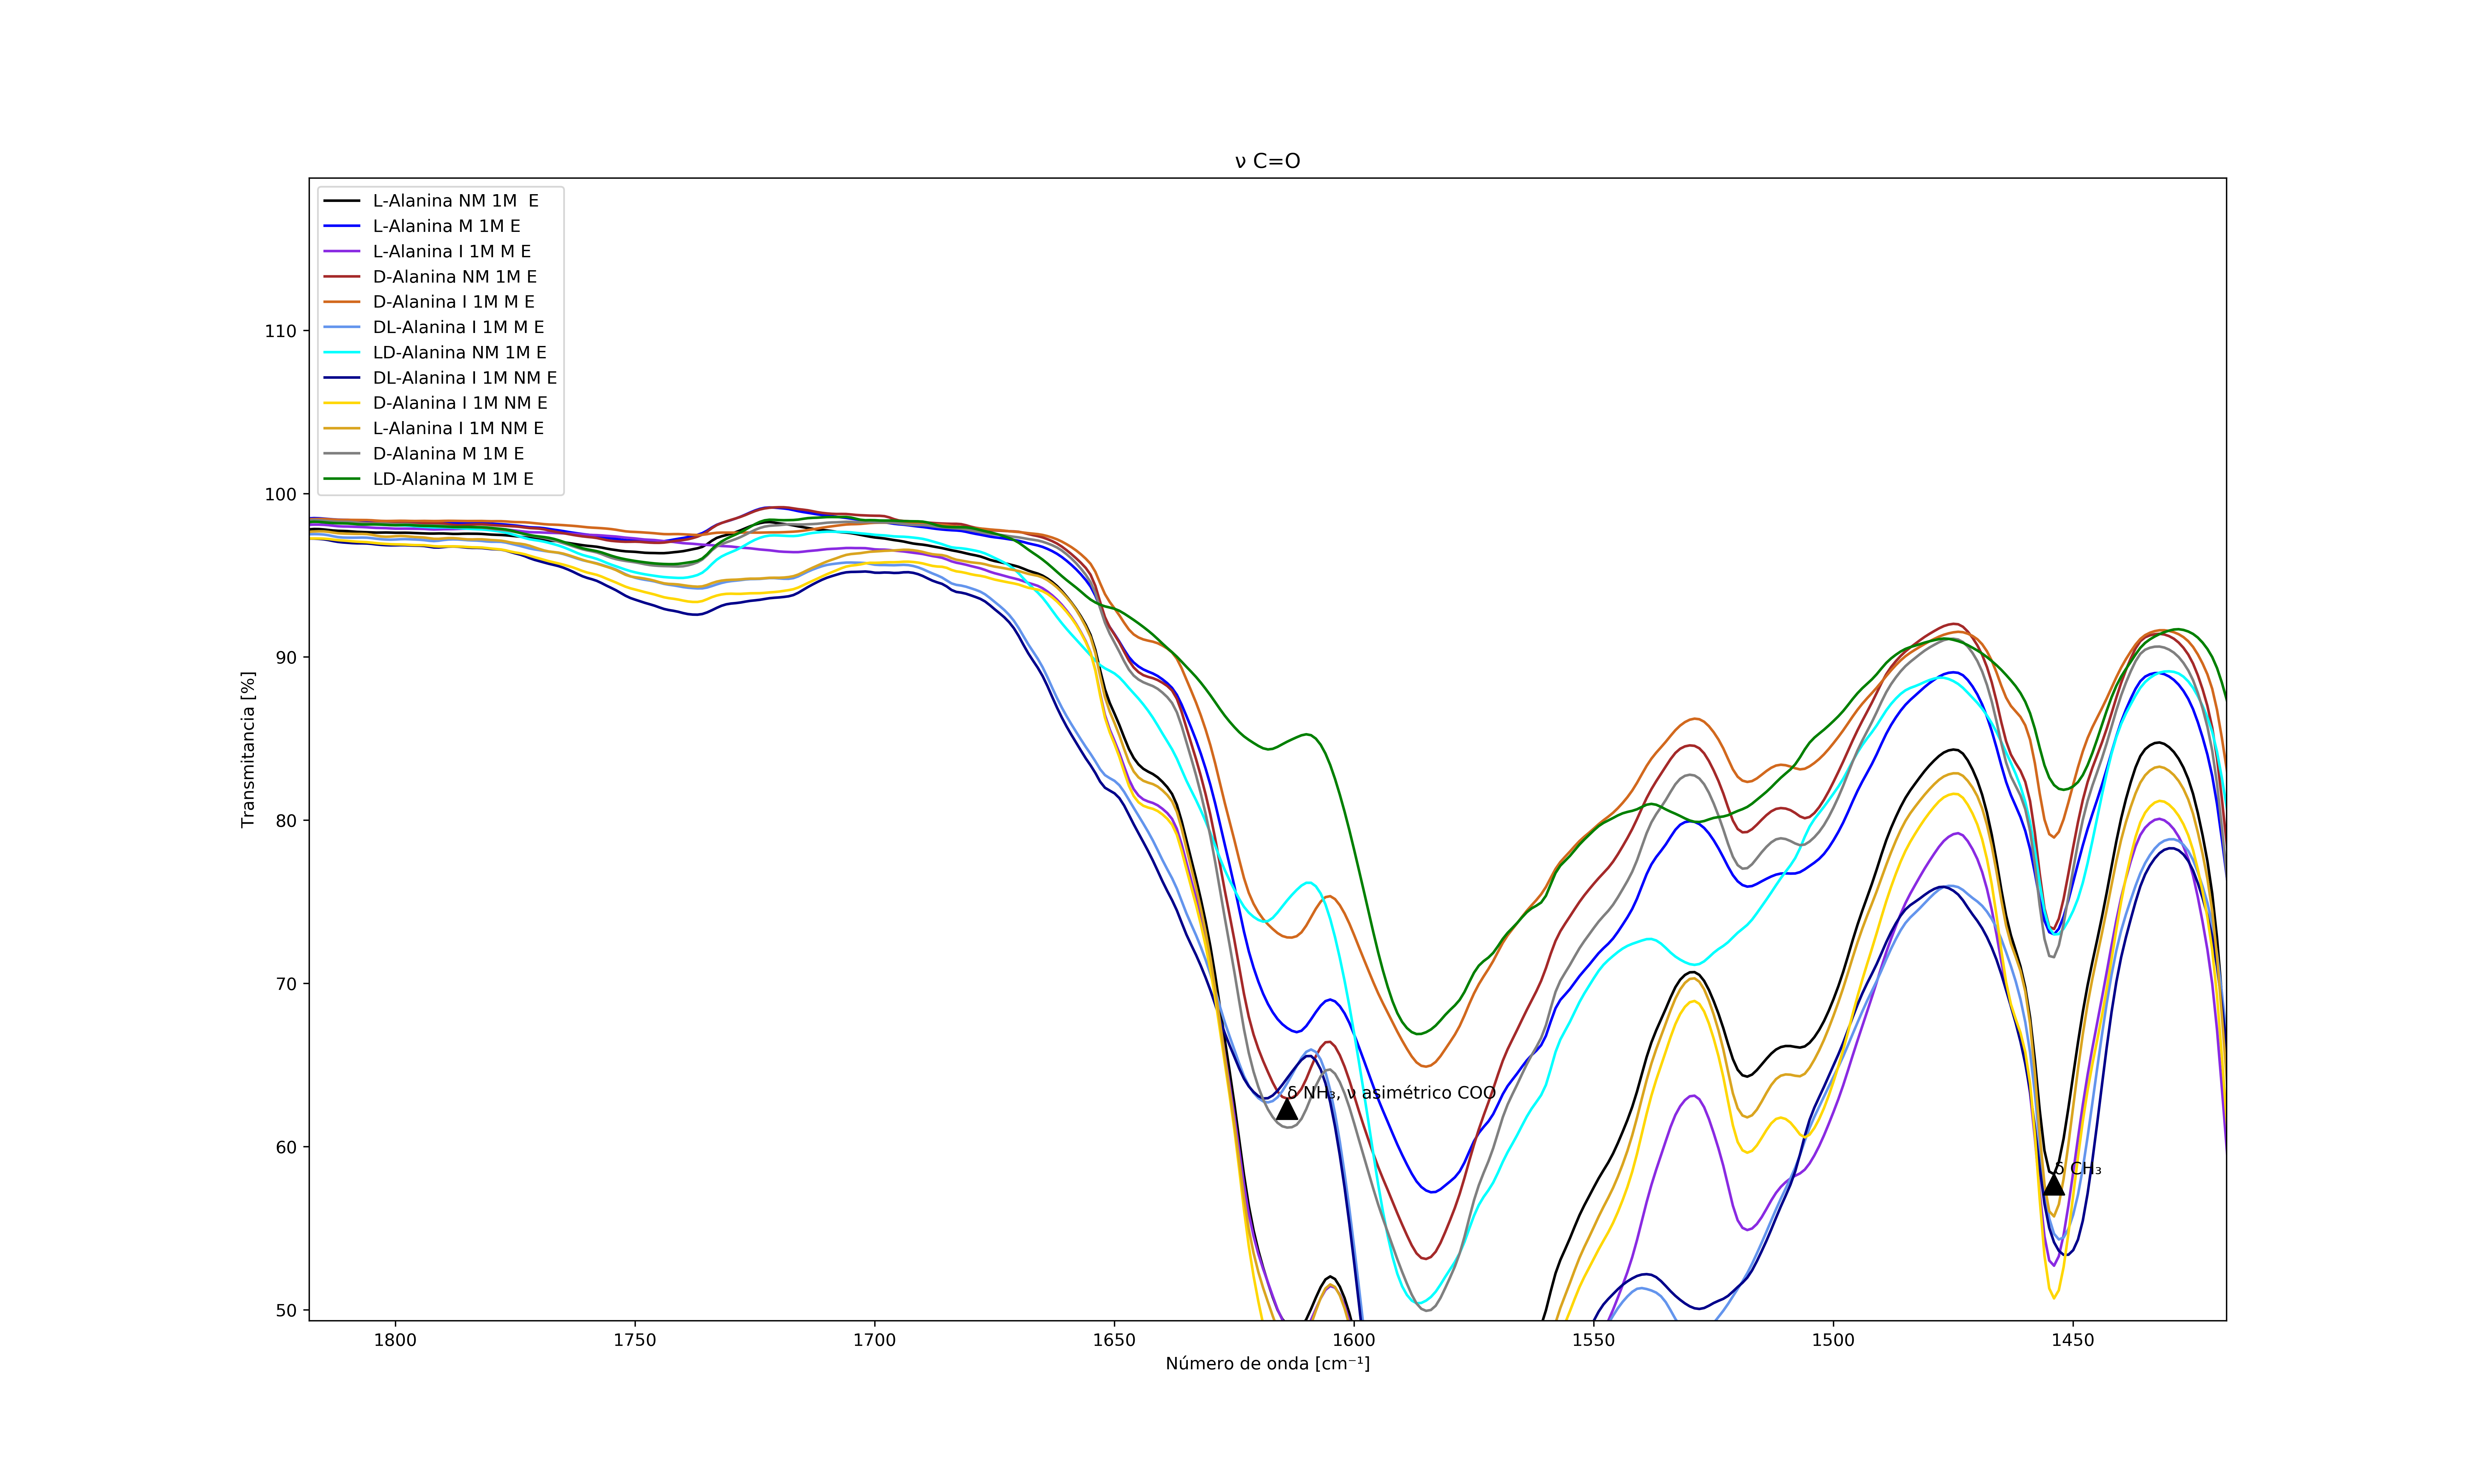 ν C=O
L-Alanina NM 1M  E
L-Alanina M 1M E
L-Alanina I 1M M E
D-Alanina NM 1M E
D-Alanina I 1M M E
DL-Alanina I 1M M E
LD-Alanina NM 1M E
DL-Alanina I 1M NM E
D-Alanina I 1M NM E
L-Alanina I 1M NM E
D-Alanina M 1M E
LD-Alanina M 1M E
110
100
90
80
70
60
50
Transmitancia [%]
δ NH₃, ν asimétrico COO
δ CH₃
1800 1750 1700 1650 1600 1550 1500 1450
Número de onda [cm⁻¹]